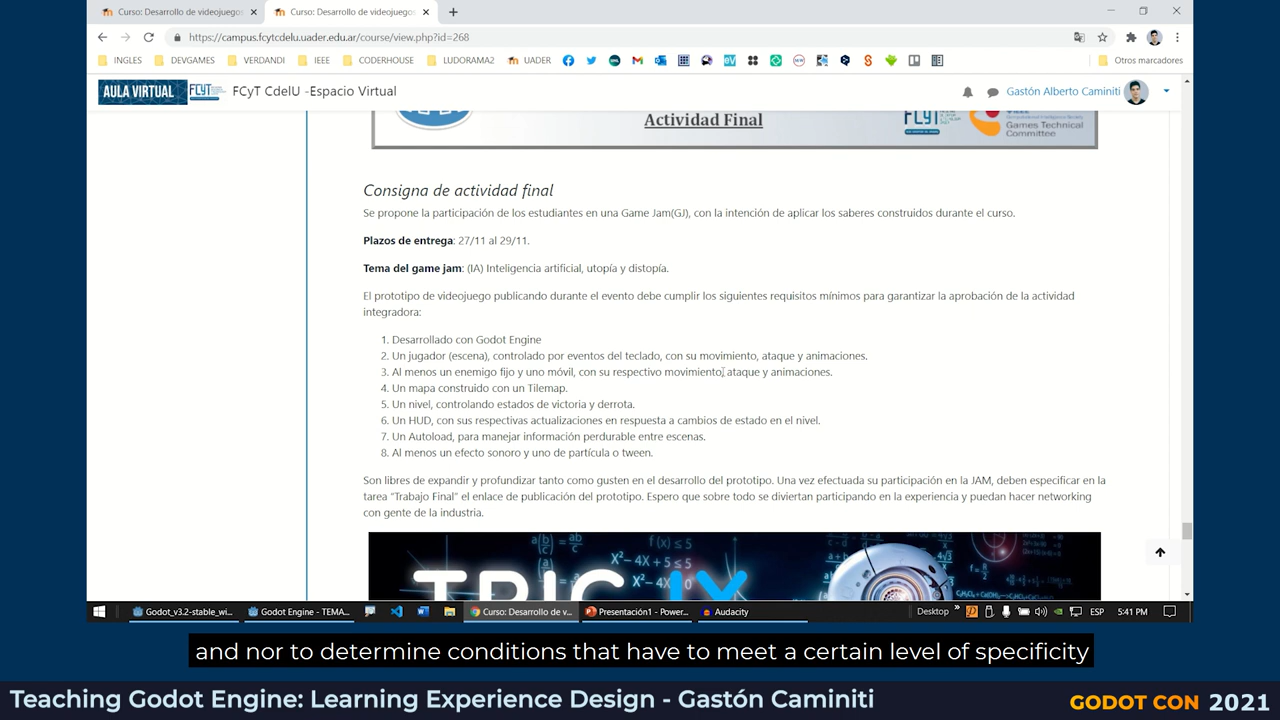 Curso: Desarrollo de videojuegos
Curso: Desarrollo de videojuegos
https://campus.fcytcdelu.uader.edu.ar/course/view.php?id=268
INGLES
DEVGAMES
VERDANDI
IEEE
CODERHOUSE
LUDORAMA2
UADER
Otros marcadores
AULA VIRTUAL
FCyT
FCyT CdelU -Espacio Virtual
Gastón Alberto Caminiti
Actividad Final
FCyT
Games Technical
Committee
Consigna de actividad final
Se propone la participación de los estudiantes en una Game Jam(GJ), con la intención de aplicar los saberes construidos durante el curso.
Plazos de entrega: 27/11 al 29/11.
Tema del game jam: (IA) Inteligencia artificial, utopía y distopía.
El prototipo de videojuego publicando durante el evento debe cumplir los siguientes requisitos mínimos para garantizar la aprobación de la actividad
integradora:
1. Desarrollado con Godot Engine
2. Un jugador (escena), controlado por eventos del teclado, con su movimiento, ataque y animaciones.
3. Al menos un enemigo fijo y uno móvil, con su respectivo movimiento, ataque y animaciones.
4. Un mapa construido con un Tilemap.
5. Un nivel, controlando estados de victoria y derrota.
6. Un HUD, con sus respectivas actualizaciones en respuesta a cambios de estado en el nivel.
7. Un Autoload, para manejar información perdurable entre escenas.
8. Al menos un efecto sonoro y uno de partícula o tween.
Son libres de expandir y profundizar tanto como gusten en el desarrollo del prototipo. Una vez efectuada su participación en la JAM, deben especificar en la
tarea "Trabajo Final" el enlace de publicación del prototipo. Espero que sobre todo se diviertan participando en la experiencia y puedan hacer networking
con gente de la industria.
Godot_v3.2-stable_wi...
Godot Engine - TEMA...
Curso: Desarrollo de v...
Presentación1 - Power...
Audacity
Desktop
ESP
5:41 PM
and nor to determine conditions that have to meet a certain level of specificity
Teaching Godot Engine: Learning Experience Design - Gastón Caminiti
GODOT CON 2021